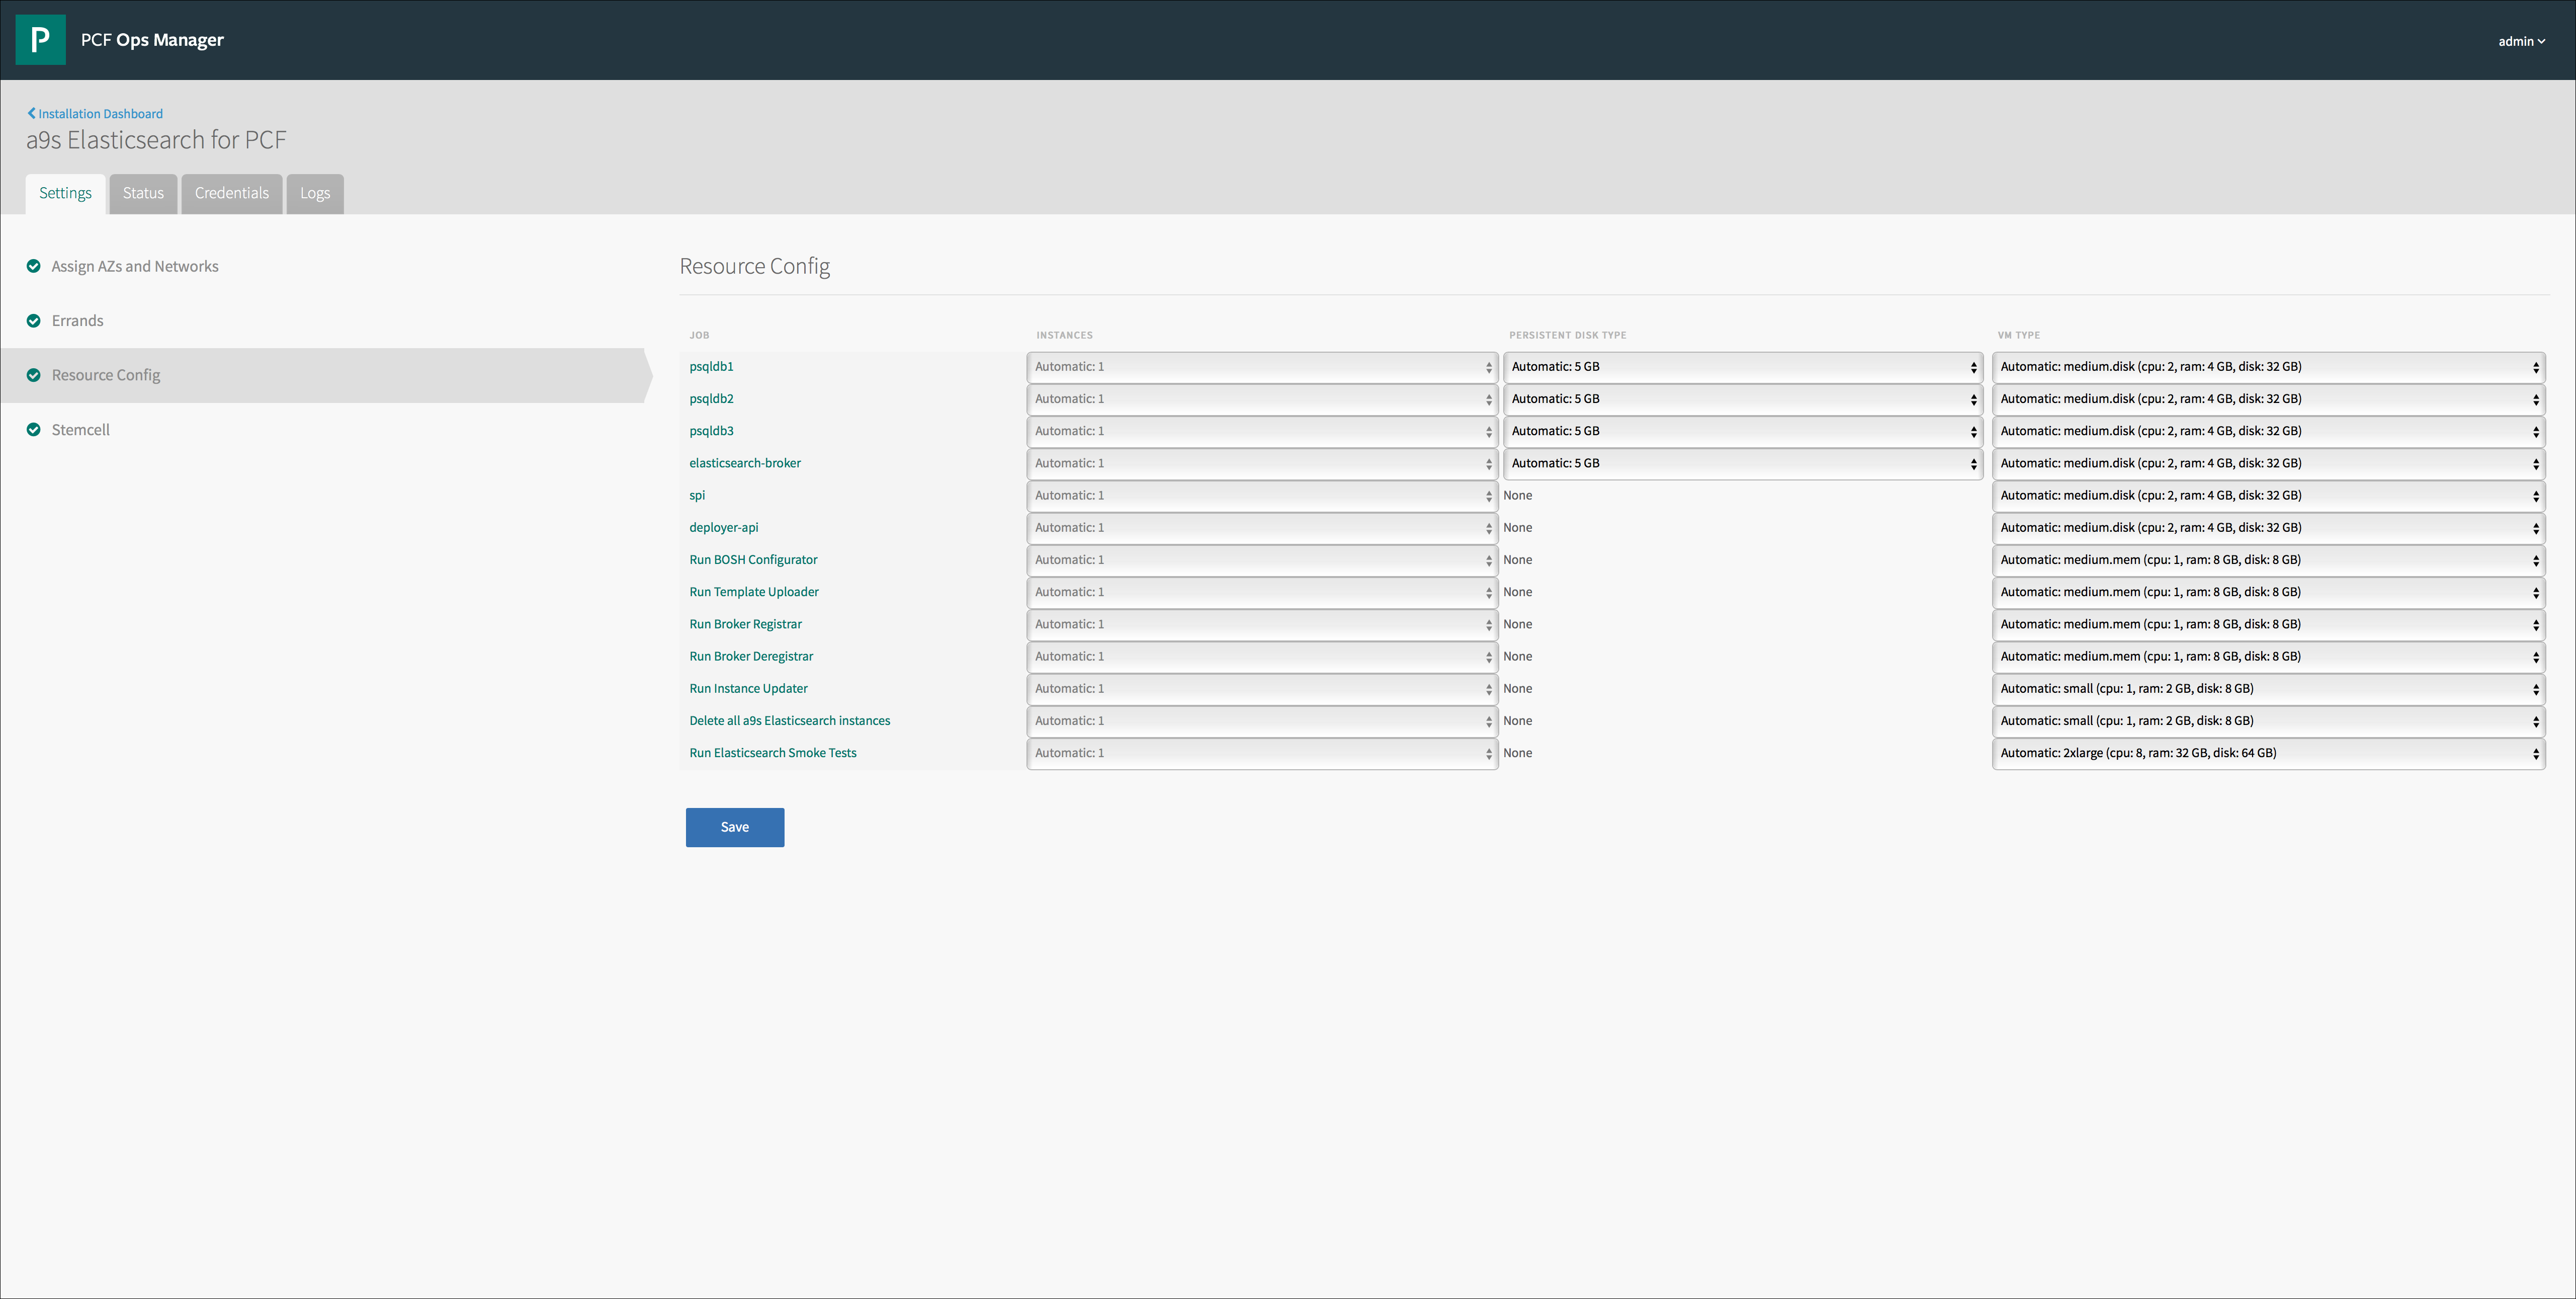 P
PCF Ops Manager
admin
Installation Dashboard
a9s Elasticsearch for PCF
Settings Status Credentials Logs
Assign AZs and Networks
Errands
Resource Config
Stemcell
Resource Config
JOB INSTANCES PERSISTENT DISK TYPE VM TYPE
psqldb1 Automatic: 1 Automatic: 5 GB Automatic: medium.disk (cpu: 2, ram: 4 GB, disk: 32 GB)
psqldb2 Automatic: 1 Automatic: 5 GB Automatic: medium.disk (cpu: 2, ram: 4 GB, disk: 32 GB)
psqldb3 Automatic: 1 Automatic: 5 GB Automatic: medium.disk (cpu: 2, ram: 4 GB, disk: 32 GB)
elasticsearch-broker Automatic: 1 Automatic: 5 GB Automatic: medium.disk (cpu: 2, ram: 4 GB, disk: 32 GB)
spi Automatic: 1 None Automatic: medium.disk (cpu: 2, ram: 4 GB, disk: 32 GB)
deployer-api Automatic: 1 None Automatic: medium.disk (cpu: 2, ram: 4 GB, disk: 32 GB)
Run BOSH Configurator Automatic: 1 None Automatic: medium.mem (cpu: 1, ram: 8 GB, disk: 8 GB)
Run Template Uploader Automatic: 1 None Automatic: medium.mem (cpu: 1, ram: 8 GB, disk: 8 GB)
Run Broker Registrar Automatic: 1 None Automatic: medium.mem (cpu: 1, ram: 8 GB, disk: 8 GB)
Run Broker Deregistrar Automatic: 1 None Automatic: medium.mem (cpu: 1, ram: 8 GB, disk: 8 GB)
Run Instance Updater Automatic: 1 None Automatic: small (cpu: 1, ram: 2 GB, disk: 8 GB)
Delete all a9s Elasticsearch instances Automatic: 1 None Automatic: small (cpu: 1, ram: 2 GB, disk: 8 GB)
Run Elasticsearch Smoke Tests Automatic: 1 None Automatic: 2xlarge (cpu: 8, ram: 32 GB, disk: 64 GB)
Save